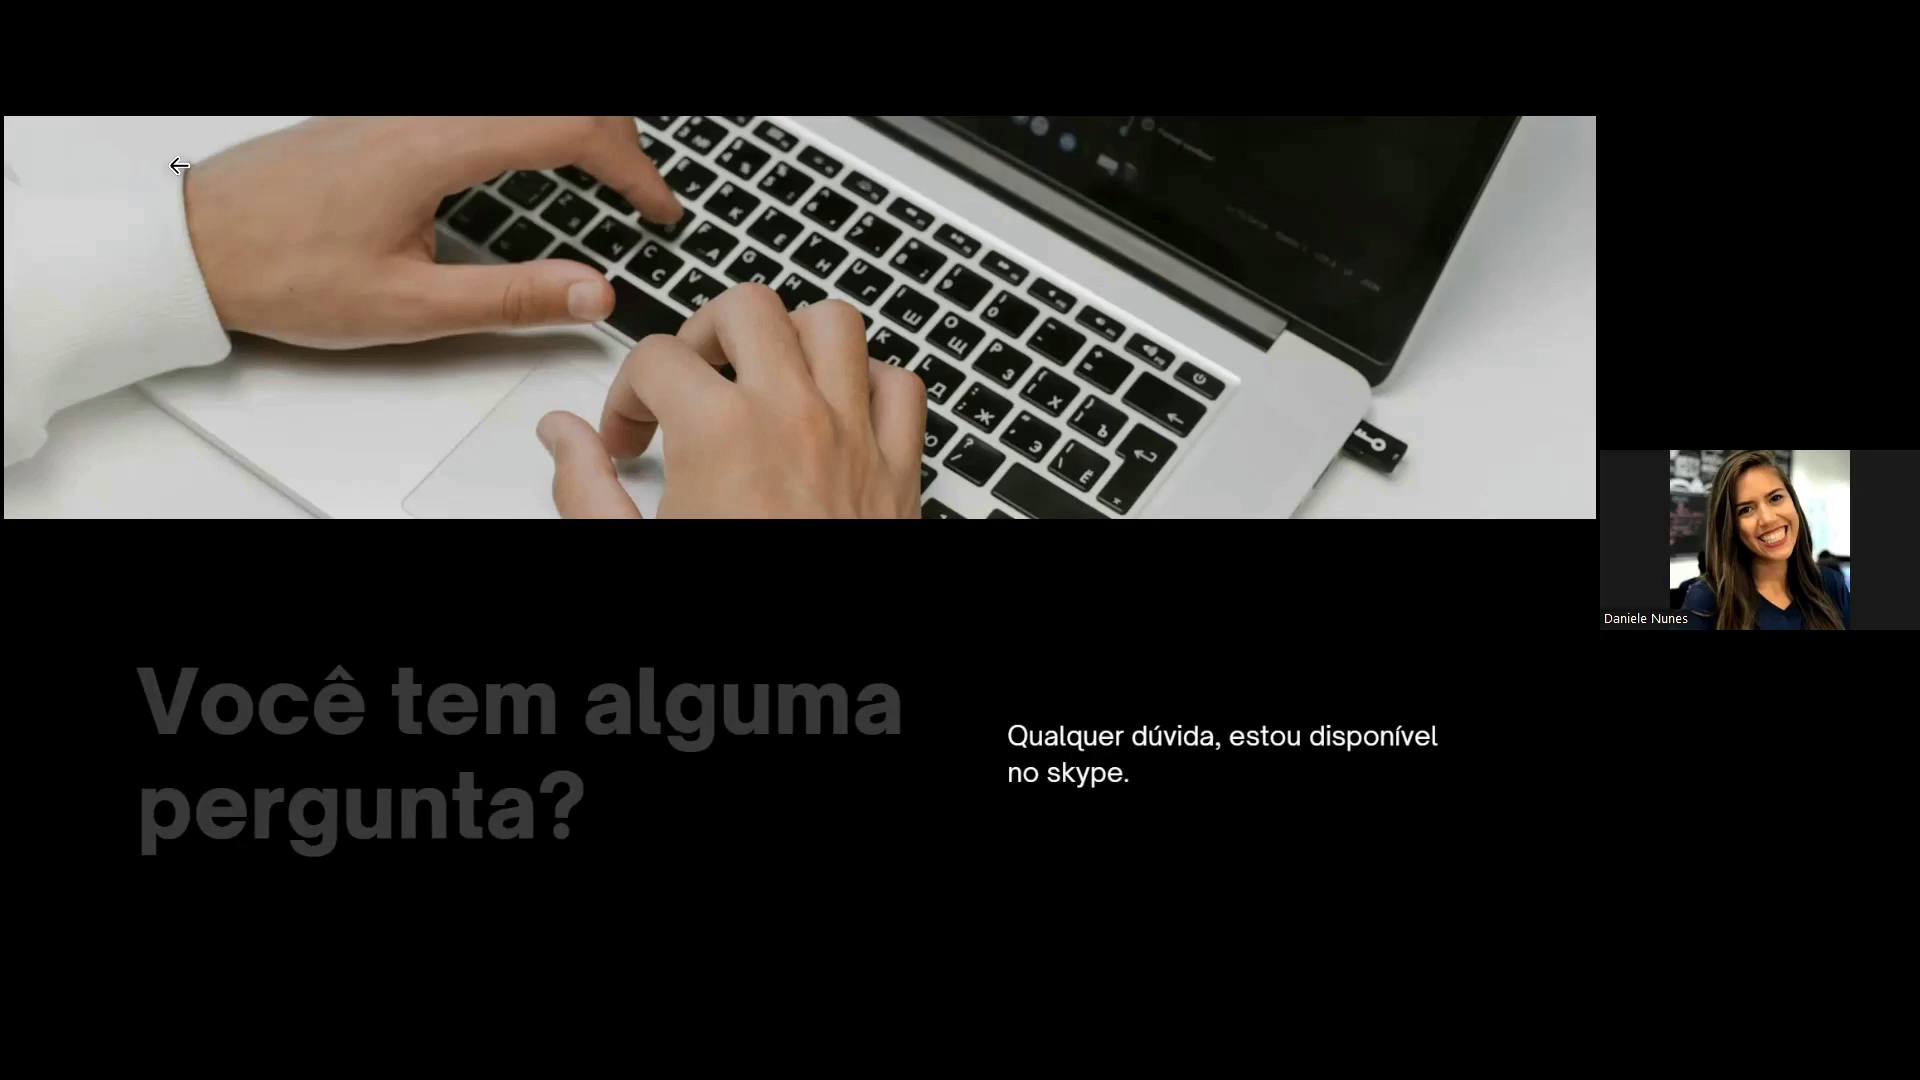 Daniele Nunes
Você tem alguma
pergunta?
Qualquer dúvida, estou disponível
no skype.